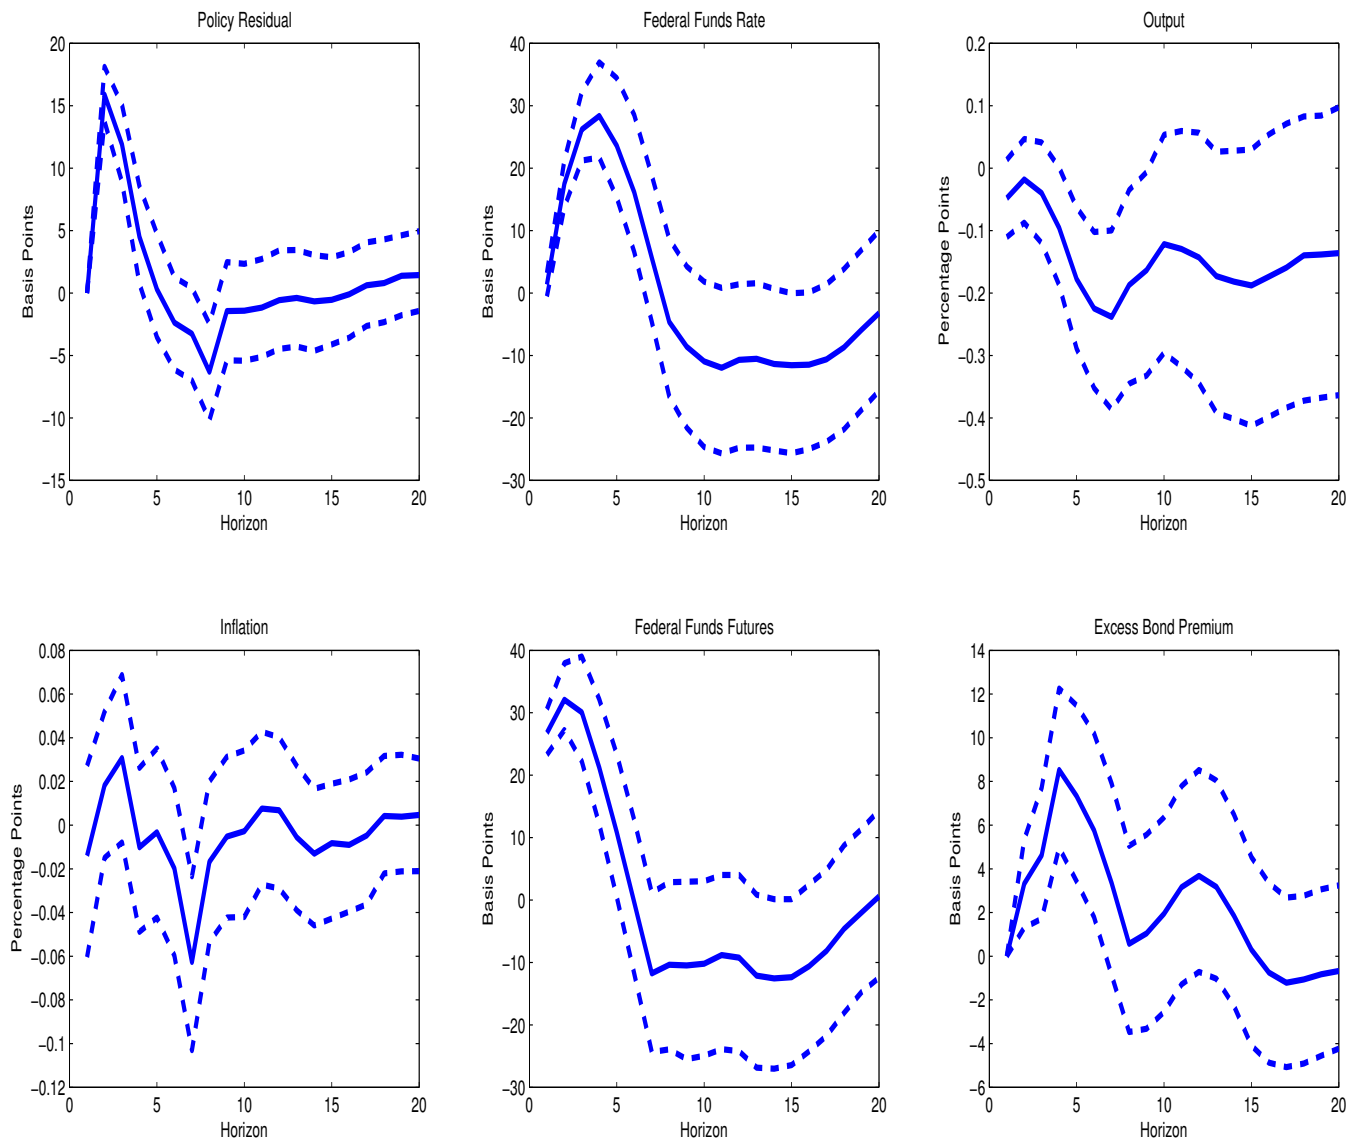 Policy Residual
20
15
10
5
0
−5
−10
−15
Basis Points
0 5 10 15 20
Horizon
Federal Funds Rate
40
30
20
10
0
−10
−20
−30
Basis Points
0 5 10 15 20
Horizon
Output
0.2
0.1
0
−0.1
−0.2
−0.3
−0.4
−0.5
Percentage Points
0 5 10 15 20
Horizon
Inflation
0.08
0.06
0.04
0.02
0
−0.02
−0.04
−0.06
−0.08
−0.1
−0.12
Percentage Points
0 5 10 15 20
Horizon
Federal Funds Futures
40
30
20
10
0
−10
−20
−30
Basis Points
0 5 10 15 20
Horizon
Excess Bond Premium
14
12
10
8
6
4
2
0
−2
−4
−6
Basis Points
0 5 10 15 20
Horizon